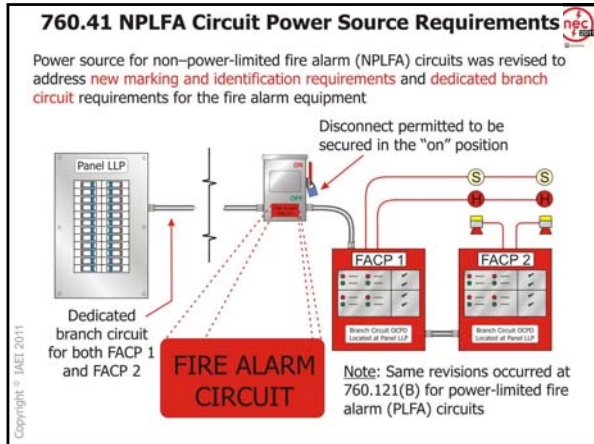 760.41 NPLFA Circuit Power Source Requirements
nec
2011
Power source for non–power-limited fire alarm (NPLFA) circuits was revised to
address new marking and identification requirements and dedicated branch
circuit requirements for the fire alarm equipment
Disconnect permitted to be
secured in the “on” position
Panel LLP
ON
OFF
FIRE ALARM
CIRCUIT
S
S
H
H
FACP 1
FACP 2
Branch Circuit OCPD
Located at Panel LLP
Branch Circuit OCPD
Located at Panel LLP
Dedicated
branch circuit
for both FACP 1
and FACP 2
FIRE ALARM
CIRCUIT
Note: Same revisions occurred at
760.121(B) for power-limited fire
alarm (PLFA) circuits
Copyright © IAEI 2011